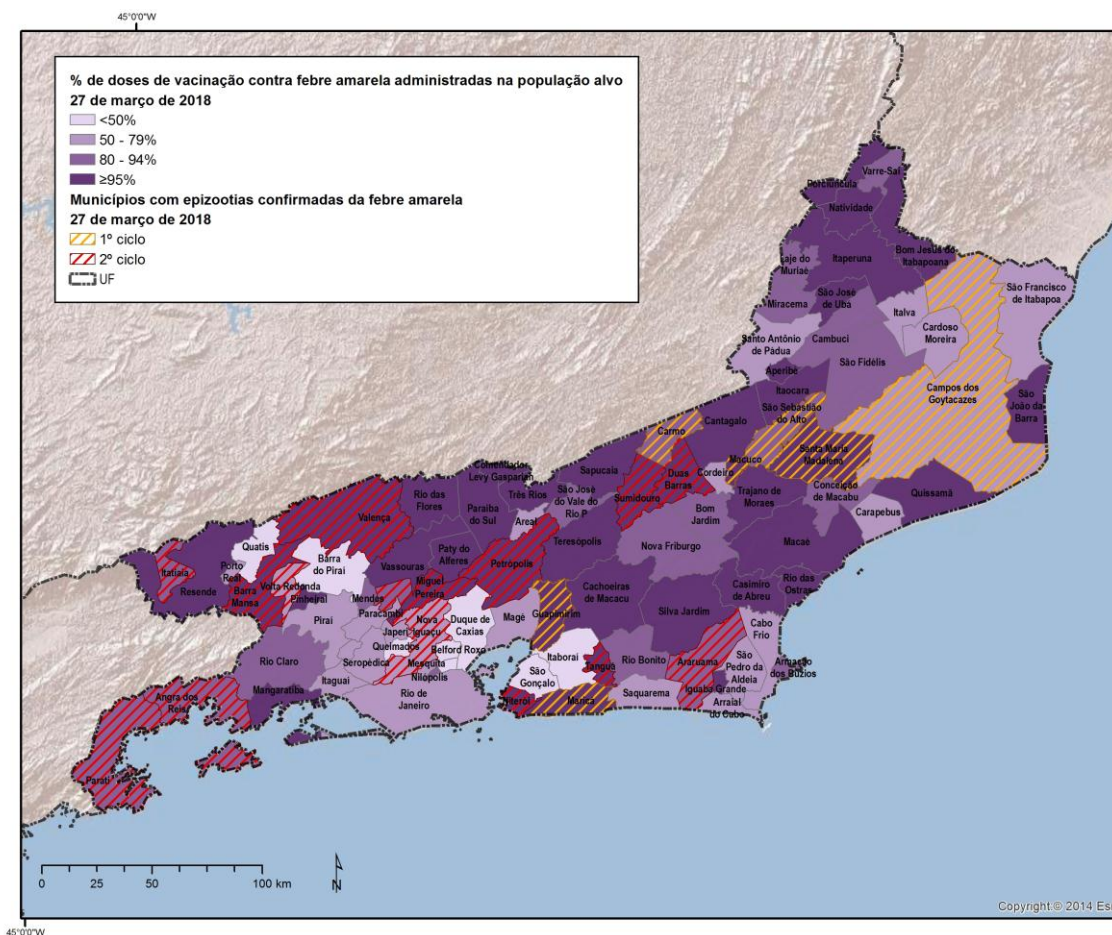 45°0'0"W
% de doses de vacinação contra febre amarela administradas na população alvo
27 de março de 2018
<50%
50 - 79%
80 - 94%
≥95%
Municípios com epizootias confirmadas da febre amarela
27 de março de 2018
1º ciclo
2º ciclo
UF
Varre-Sai
Porciúncula
Natividade
Bom Jesus do
Itabapoana
Laje do
Muriaé
Itaperuna
São Francisco
de Itabapoa
Miracema
São José
de Ubá
Italva
Cardoso
Moreira
Santo Antônio
de Pádua
Cambuci
São Fidélis
Aperibé
Itaocara
Campos dos
Goytacazes
São
João da
Barra
São Sebastião
do Alto
Cantagalo
Carmo
Santa Maria
Madalena
Macuco
Cordeiro
Duas
Barras
Sumidouro
Sapucaia
Comendador
Levy Gasparian
Três Rios
São José
do Vale do
Rio P
Areal
Paraíba
do Sul
Rio das
Flores
Valença
Trajano de
Moraes
Conceição
de Macabu
Quissamã
Carapebus
Bom
Jardim
Nova Friburgo
Macaé
Teresópolis
Petrópolis
Paty do
Alferes
Vassouras
Miguel
Pereira
Quatis
Barra
do Piraí
Itatiaia
Resende
Porto
Real
Barra
Mansa
Volta Redonda
Pinheiral
Mendes
Paracambi
Piraí
Japeri
Nova
Iguaçu
Duque de
Caxias
Magé
Guapimirim
Cachoeiras
de Macacu
Silva Jardim
Casimiro
de Abreu
Rio das
Ostras
Queimados
Belford Roxo
Seropédica
Mesquita
Nilópolis
Itaguaí
Rio Claro
Mangaratiba
Rio de
Janeiro
São
Gonçalo
Itaboraí
Tanguá
Rio Bonito
Araruama
Cabo
Frio
São
Pedro da
Aldeia
Armação
dos Búzios
Iguaba Grande
Arraial
do Cabo
Saquarema
Maricá
Niterói
Angra dos
Reis
Parati
0 25 50 100 km
N
Copyright:© 2014 Es
45°0'0"W